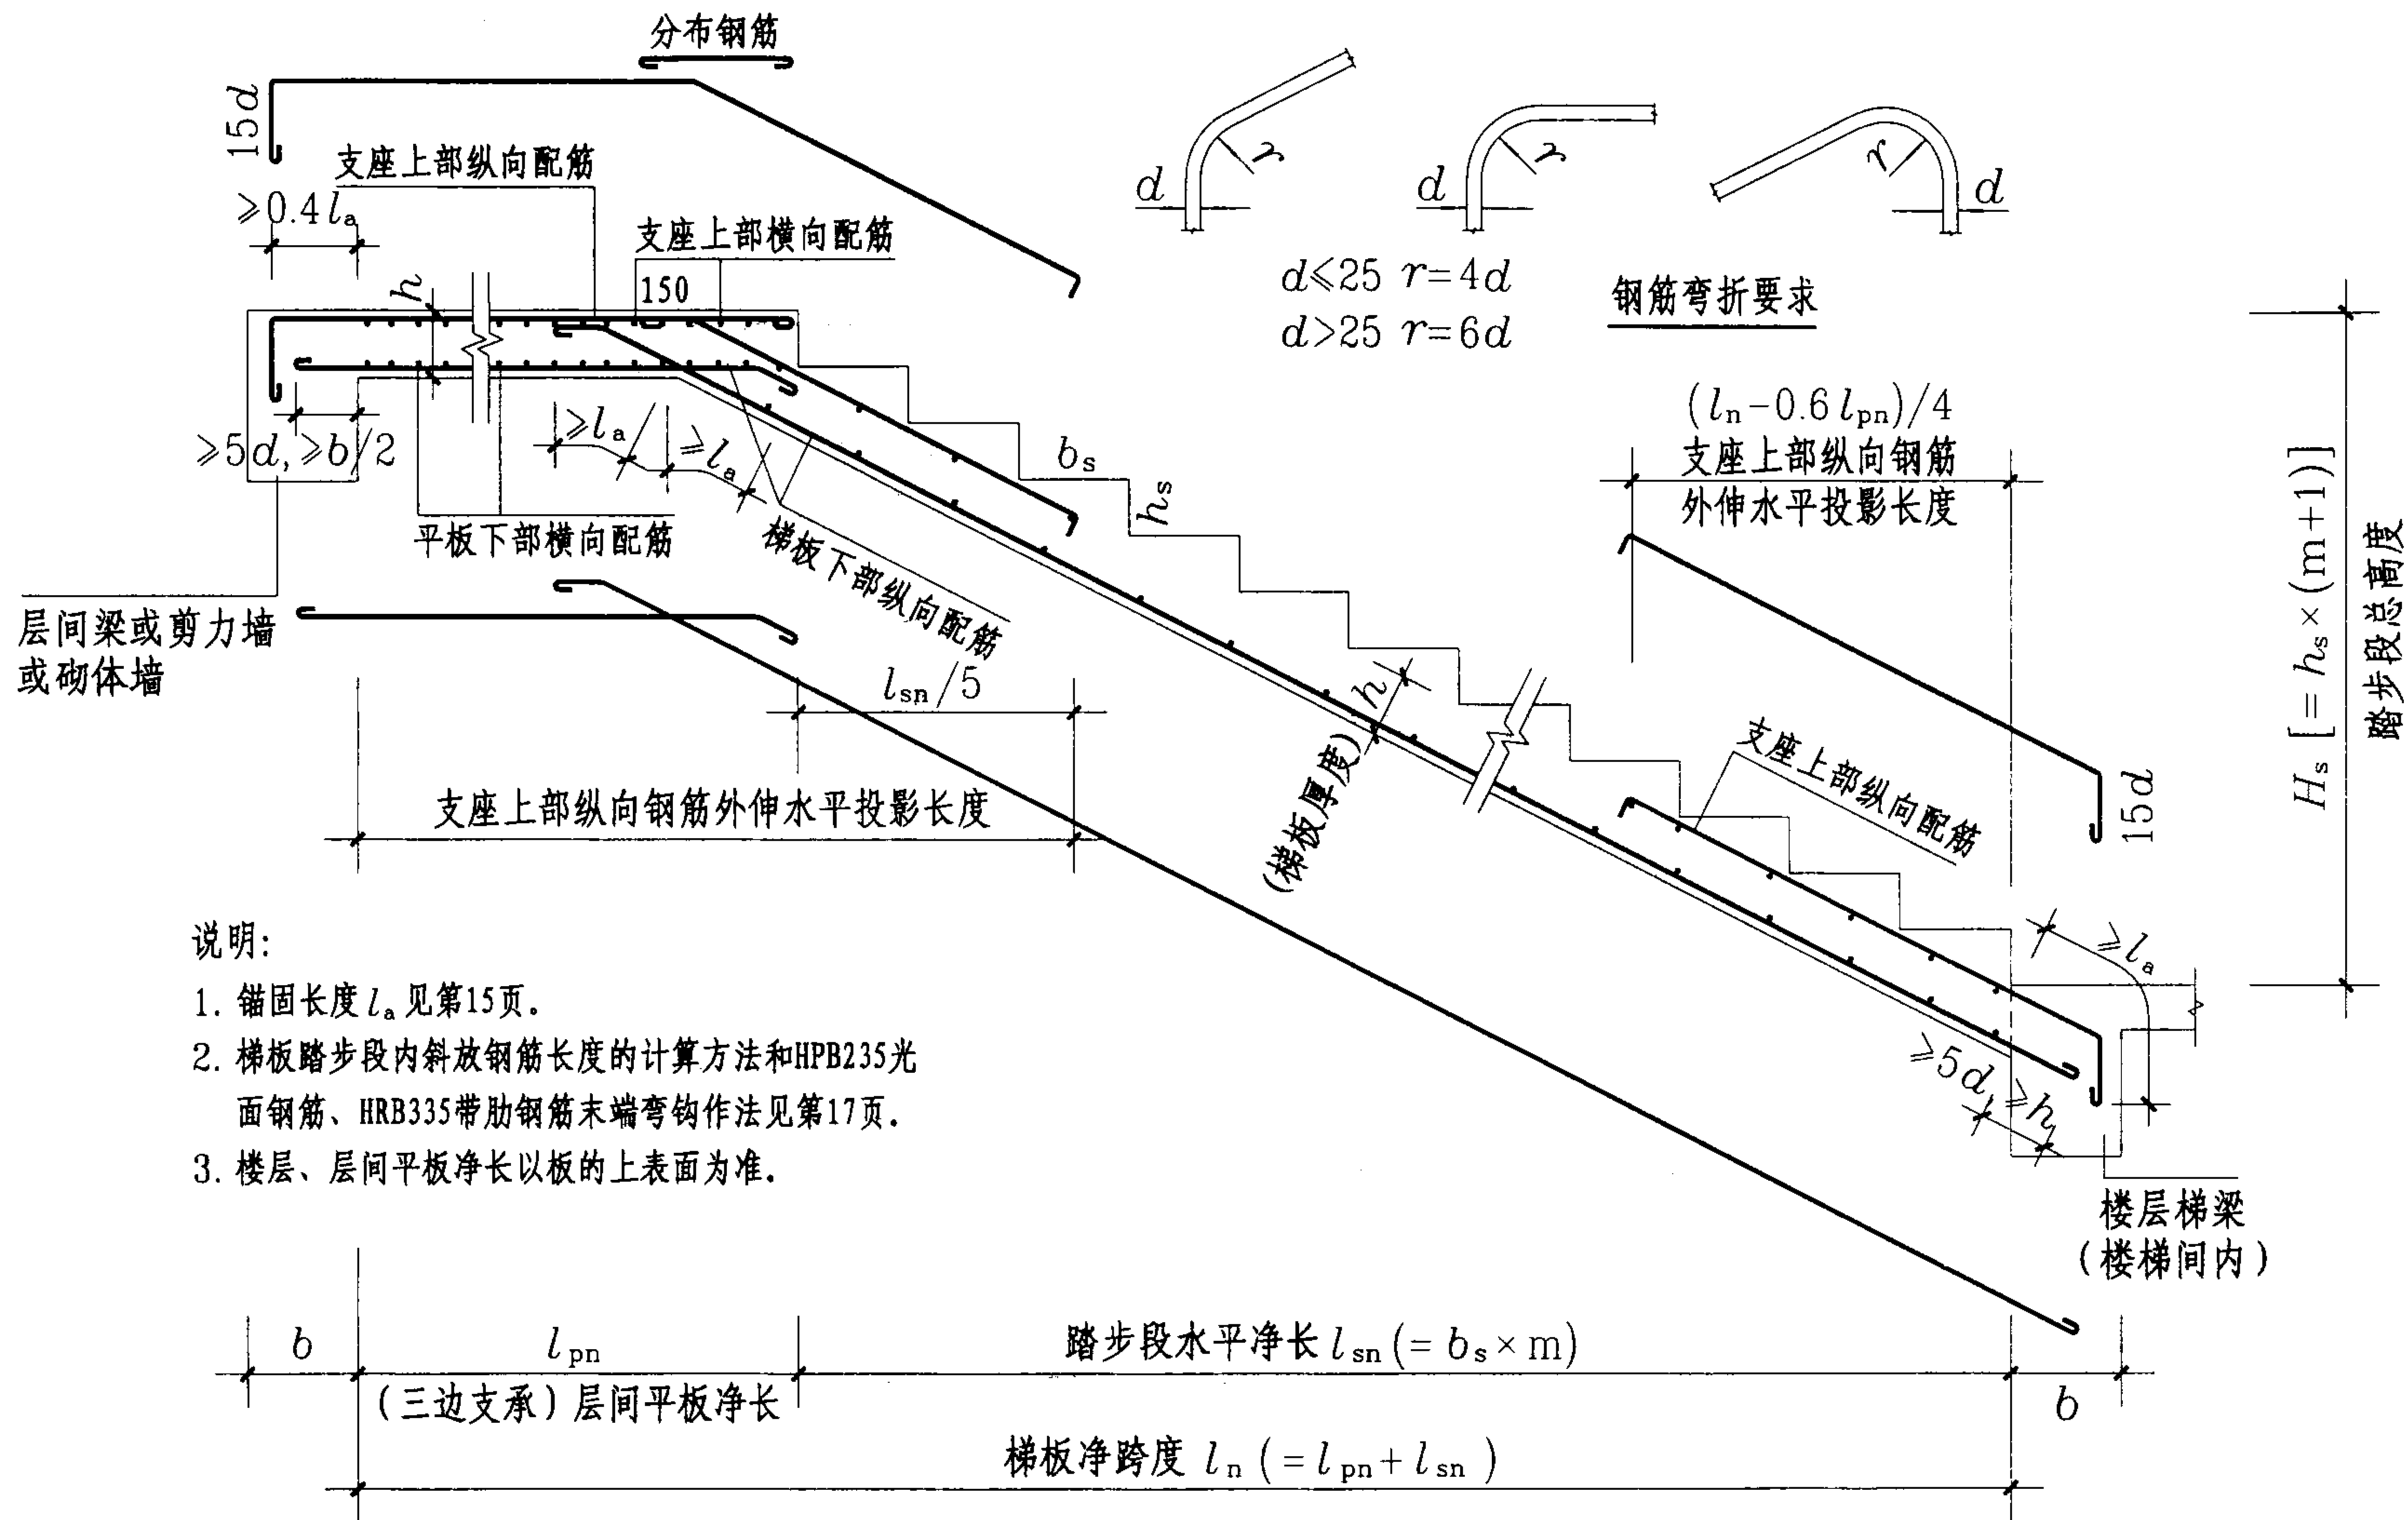 分布钢筋
15d
支座上部纵向配筋
≥0.4la
支座上部横向配筋
150
h
d
r
d
r
r
d
d≤25 r=4d
d>25 r=6d
钢筋弯折要求
≥5d,≥b/2
≥la
≥la
bs
hs
(ln-0.6lpn)/4
支座上部纵向钢筋
外伸水平投影长度
Hs[=hs×(m+1)]
踏步段总高度
平板下部横向配筋
梯板下部纵向配筋
层间梁或剪力墙
或砌体墙
lsn/5
h
(梯板厚度)
支座上部纵向钢筋外伸水平投影长度
支座上部纵向配筋
15d
≥la
≥5d,≥h
说明:
1. 锚固长度la见第15页。
2. 梯板踏步段内斜放钢筋长度的计算方法和HPB235光
面钢筋、HRB335带肋钢筋末端弯钩作法见第17页。
3. 楼层、层间平板净长以板的上表面为准。
楼层梯梁
(楼梯间内)
b
lpn
踏步段水平净长 lsn(=bs×m)
(三边支承)层间平板净长
b
梯板净跨度 ln(=lpn+lsn)